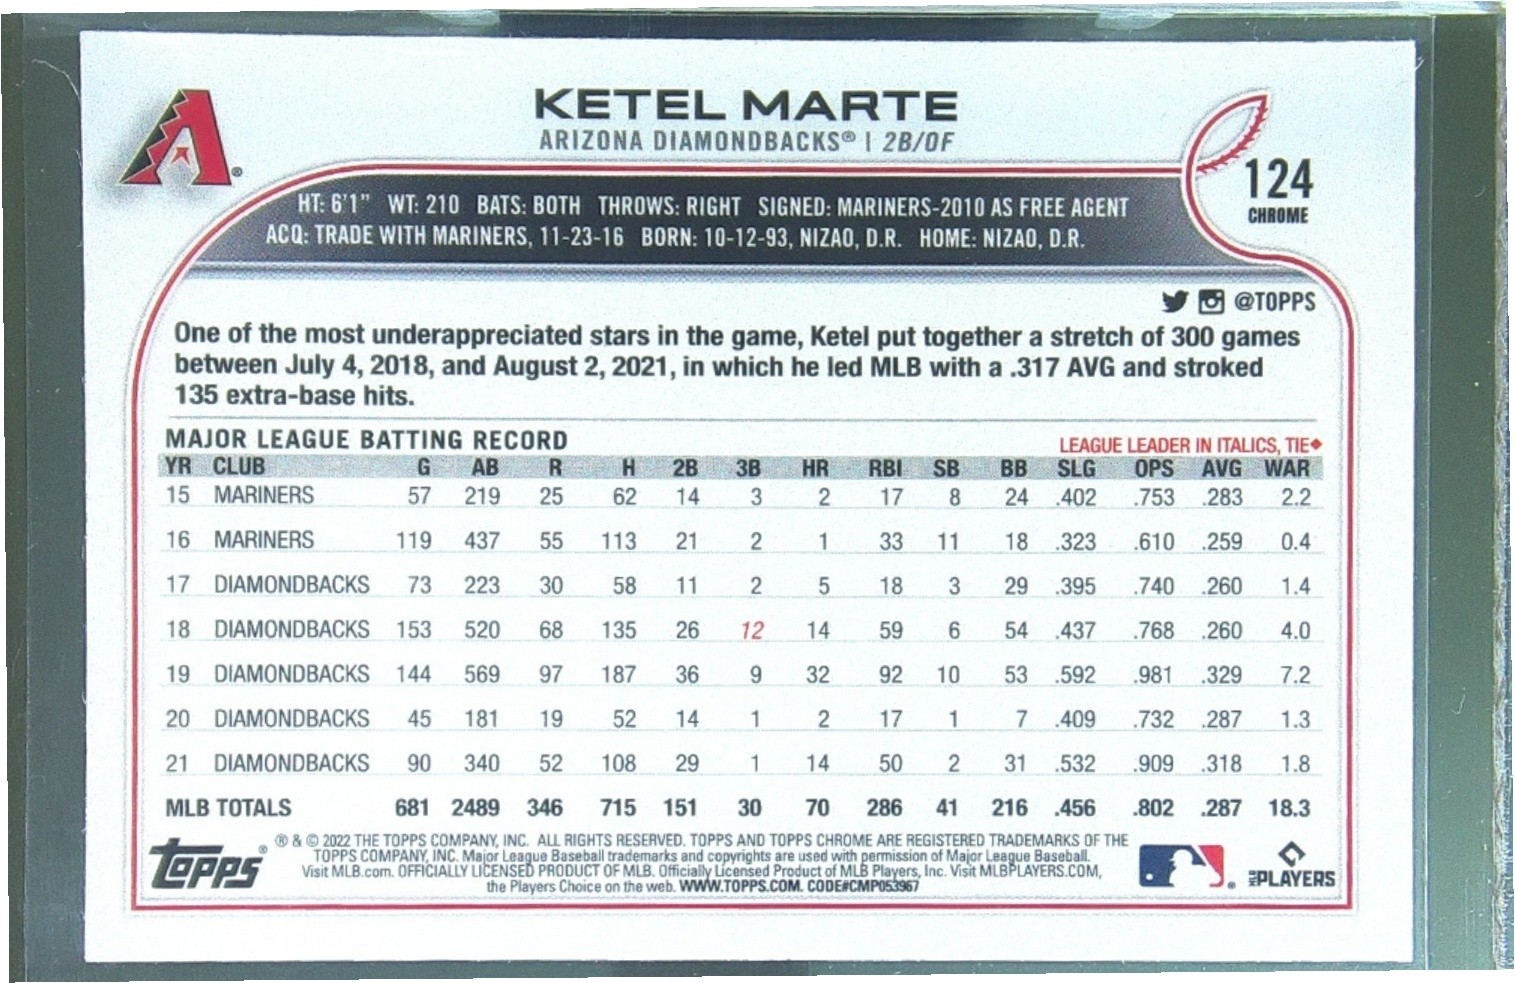 KETEL MARTE
ARIZONA DIAMONDBACKS® | 2B/OF
124
CHROME
HT: 6'1" WT: 210 BATS: BOTH THROWS: RIGHT SIGNED: MARINERS-2010 AS FREE AGENT
ACQ: TRADE WITH MARINERS, 11-23-16 BORN: 10-12-93, NIZAO, D.R. HOME: NIZAO, D.R.
@TOPPS
One of the most underappreciated stars in the game, Ketel put together a stretch of 300 games
between July 4, 2018, and August 2, 2021, in which he led MLB with a .317 AVG and stroked
135 extra-base hits.
MAJOR LEAGUE BATTING RECORD LEAGUE LEADER IN ITALICS, TIE◆
YR CLUB G AB R H 2B 3B HR RBI SB BB SLG OPS AVG WAR
15 MARINERS 57 219 25 62 14 3 2 17 8 24 .402 .753 .283 2.2
16 MARINERS 119 437 55 113 21 2 1 33 11 18 .323 .610 .259 0.4
17 DIAMONDBACKS 73 223 30 58 11 2 5 18 3 29 .395 .740 .260 1.4
18 DIAMONDBACKS 153 520 68 135 26 12 14 59 6 54 .437 .768 .260 4.0
19 DIAMONDBACKS 144 569 97 187 36 9 32 92 10 53 .592 .981 .329 7.2
20 DIAMONDBACKS 45 181 19 52 14 1 2 17 1 7 .409 .732 .287 1.3
21 DIAMONDBACKS 90 340 52 108 29 1 14 50 2 31 .532 .909 .318 1.8
MLB TOTALS 681 2489 346 715 151 30 70 286 41 216 .456 .802 .287 18.3
Topps®
® & © 2022 THE TOPPS COMPANY, INC. ALL RIGHTS RESERVED. TOPPS AND TOPPS CHROME ARE REGISTERED TRADEMARKS OF THE
TOPPS COMPANY, INC. Major League Baseball trademarks and copyrights are used with permission of Major League Baseball.
Visit MLB.com. OFFICIALLY LICENSED PRODUCT OF MLB. Officially Licensed Product of MLB Players, Inc. Visit MLBPLAYERS.COM,
the Players Choice on the web. WWW.TOPPS.COM. CODE#CMP053967
MLB PLAYERS